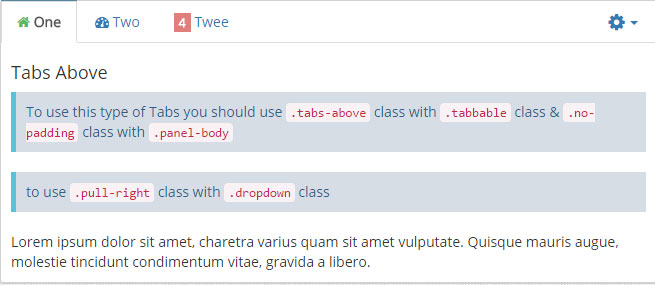 One Two 4 Twee
Tabs Above
To use this type of Tabs you should use .tabs-above class with .tabbable class & .no-
padding class with .panel-body
to use .pull-right class with .dropdown class
Lorem ipsum dolor sit amet, charetra varius quam sit amet vulputate. Quisque mauris augue,
molestie tincidunt condimentum vitae, gravida a libero.